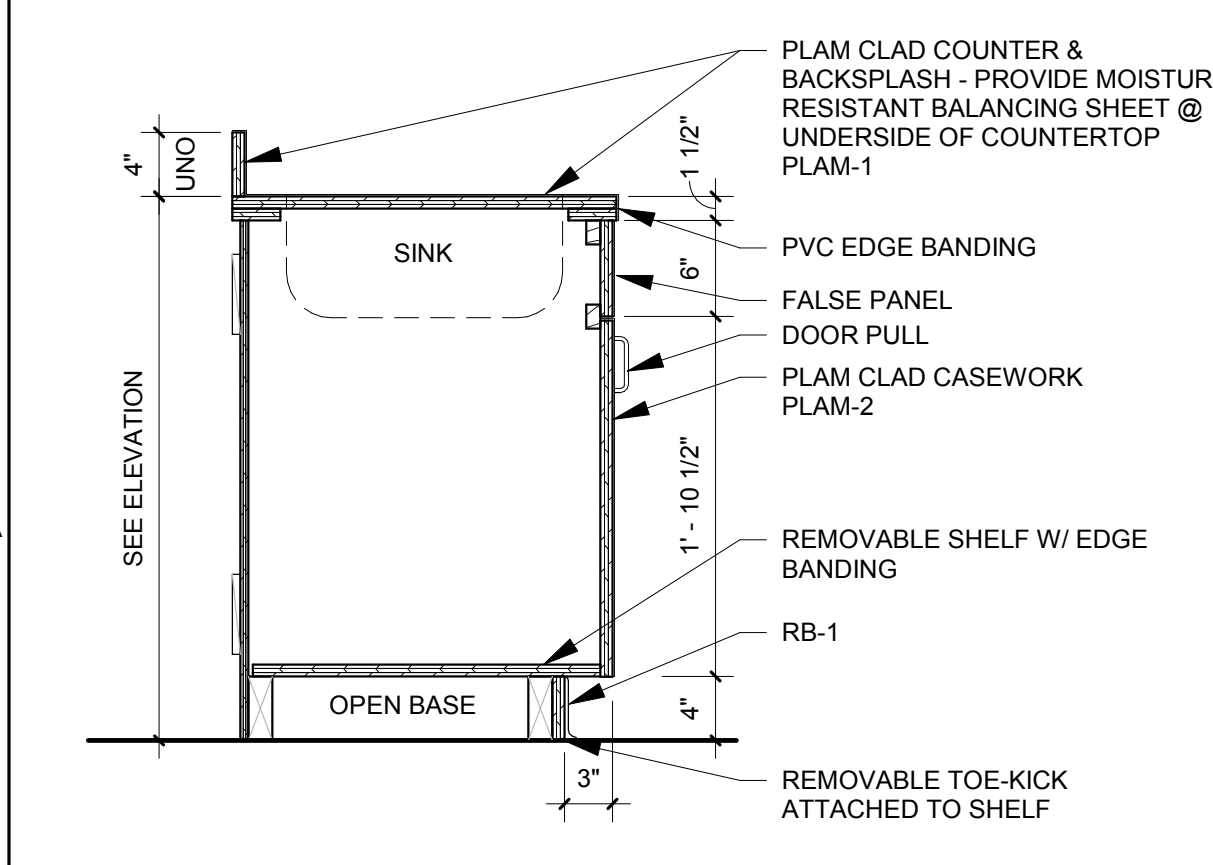 PLAM CLAD COUNTER &
BACKSPLASH - PROVIDE MOISTUR
RESISTANT BALANCING SHEET @
UNDERSIDE OF COUNTERTOP
PLAM-1
4"
UNO
1 1/2"
SINK
PVC EDGE BANDING
6"
FALSE PANEL
DOOR PULL
PLAM CLAD CASEWORK
PLAM-2
SEE ELEVATION
1' - 10 1/2"
REMOVABLE SHELF W/ EDGE
BANDING
RB-1
OPEN BASE
4"
3"
REMOVABLE TOE-KICK
ATTACHED TO SHELF